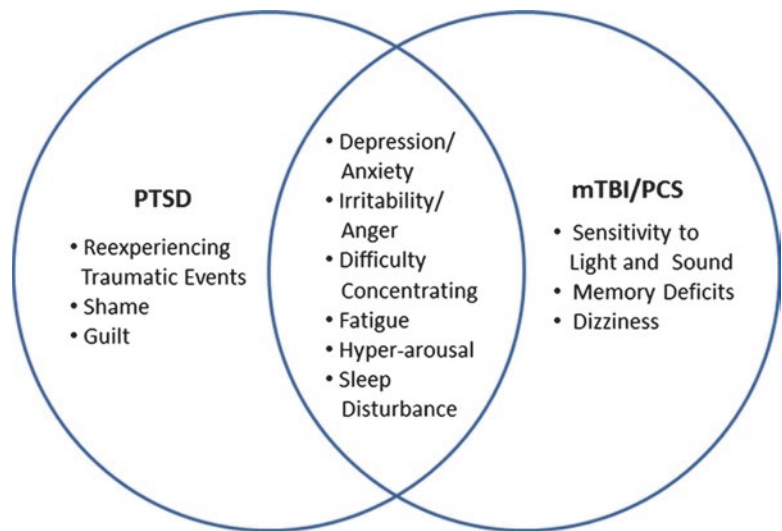 PTSD
• Reexperiencing
Traumatic Events
• Shame
• Guilt
• Depression/
Anxiety
• Irritability/
Anger
• Difficulty
Concentrating
• Fatigue
• Hyper-arousal
• Sleep
Disturbance
mTBI/PCS
• Sensitivity to
Light and Sound
• Memory Deficits
• Dizziness